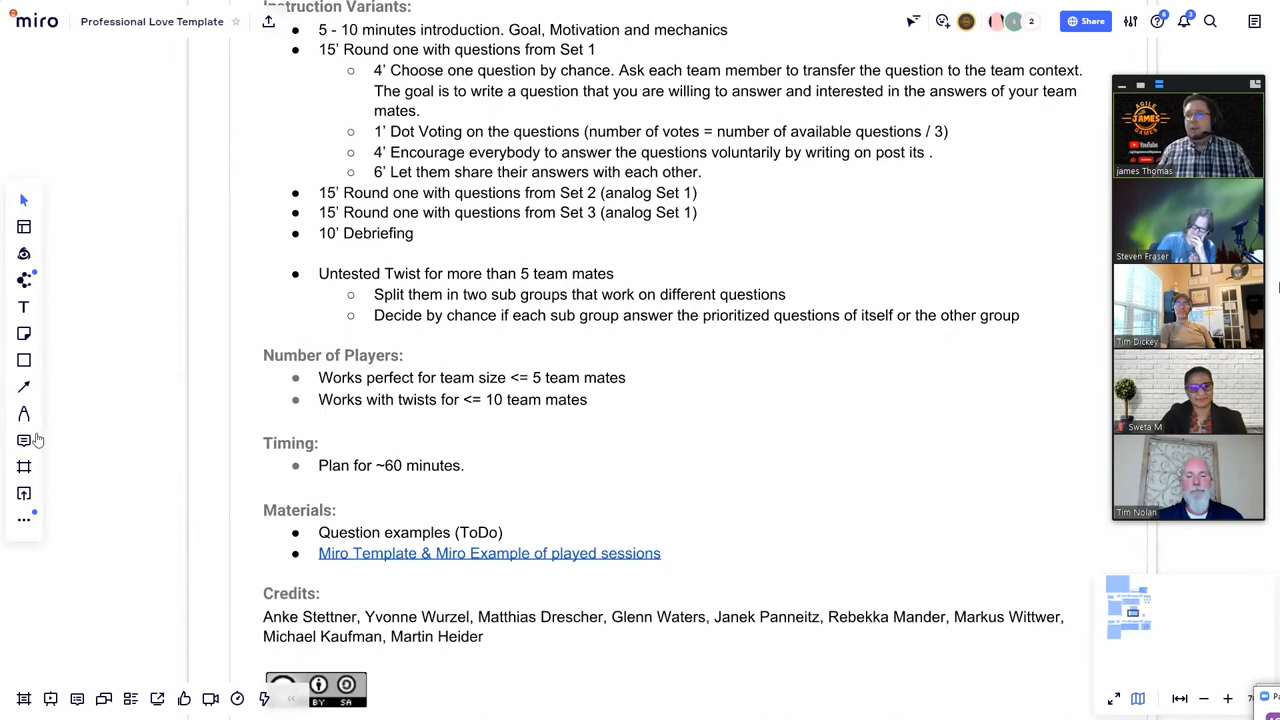 Instruction Variants:
miro
Professional Love Template
2
Share
6
3
● 5 - 10 minutes introduction. Goal, Motivation and mechanics
● 15’ Round one with questions from Set 1
○ 4’ Choose one question by chance. Ask each team member to transfer the question to the team context.
The goal is to write a question that you are willing to answer and interested in the answers of your team
mates.
○ 1’ Dot Voting on the questions (number of votes = number of available questions / 3)
○ 4’ Encourage everybody to answer the questions voluntarily by writing on post its .
○ 6’ Let them share their answers with each other.
● 15’ Round one with questions from Set 2 (analog Set 1)
● 15’ Round one with questions from Set 3 (analog Set 1)
● 10’ Debriefing
● Untested Twist for more than 5 team mates
○ Split them in two sub groups that work on different questions
○ Decide by chance if each sub group answer the prioritized questions of itself or the other group
Number of Players:
● Works perfect for team size <= 5 team mates
● Works with twists for <= 10 team mates
Timing:
● Plan for ~60 minutes.
Materials:
● Question examples (ToDo)
● Miro Template & Miro Example of played sessions
Credits:
Anke Stettner, Yvonne Wurzel, Matthias Drescher, Glenn Waters, Janek Panneitz, Rebekka Mander, Markus Wittwer,
Michael Kaufman, Martin Heider
BY SA
AGILE
JAMES
GAMES
YouTube
james Thomas
Steven Fraser
Tim Dickey
Sweta M
Tim Nolan